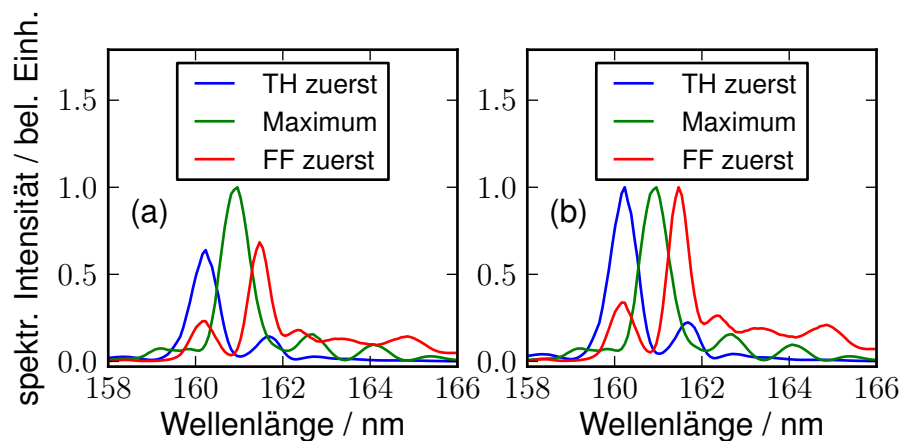 spektr. Intensität / bel. Einh.
1.5
1.0
0.5
0.0
TH zuerst
Maximum
FF zuerst
(a)
158 160 162 164 166
Wellenlänge / nm
1.5
1.0
0.5
0.0
TH zuerst
Maximum
FF zuerst
(b)
158 160 162 164 166
Wellenlänge / nm